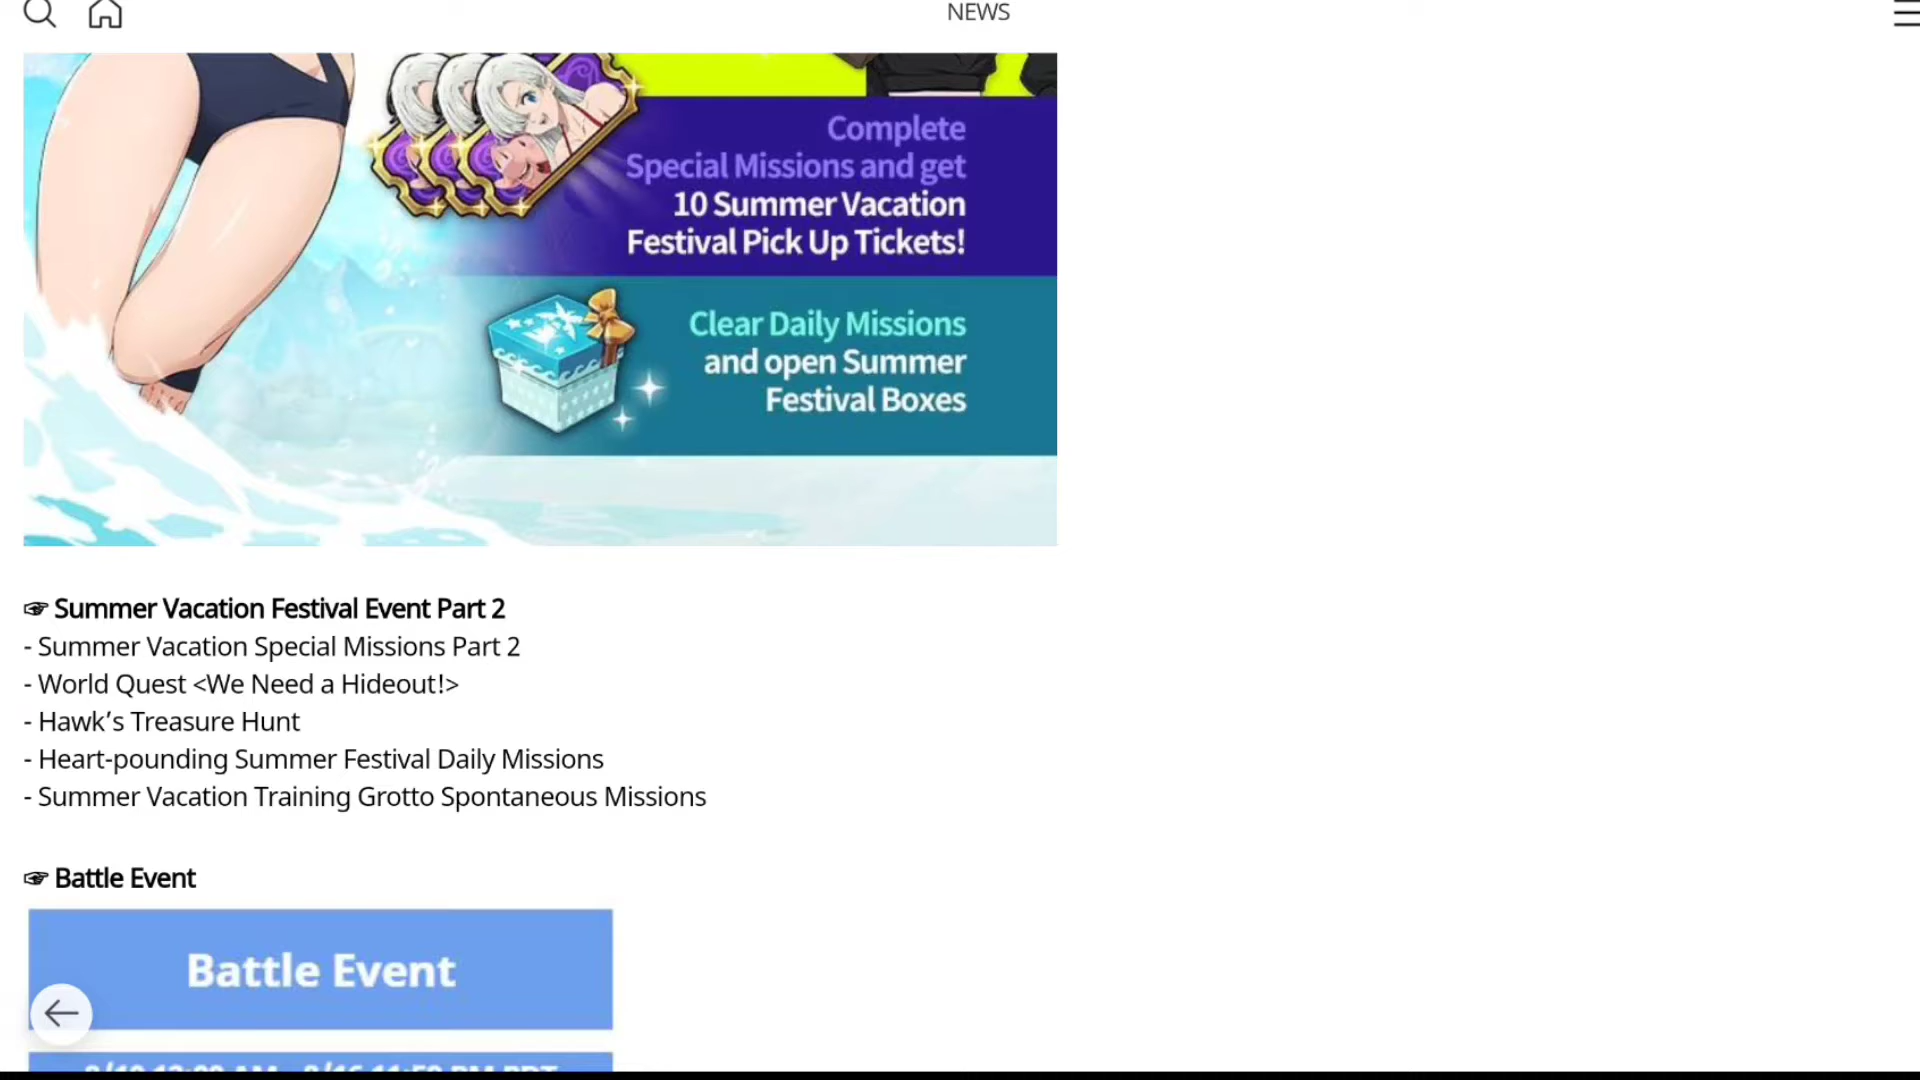 NEWS
Complete
Special Missions and get
10 Summer Vacation
Festival Pick Up Tickets!
Clear Daily Missions
and open Summer
Festival Boxes
☞ Summer Vacation Festival Event Part 2
- Summer Vacation Special Missions Part 2
- World Quest <We Need a Hideout!>
- Hawk’s Treasure Hunt
- Heart-pounding Summer Festival Daily Missions
- Summer Vacation Training Grotto Spontaneous Missions
☞ Battle Event
Battle Event